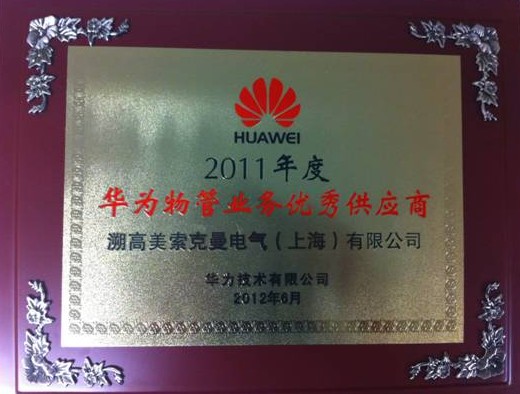 HUAWEI
2011年度
华为物管业务优秀供应商
溯高美索克曼电气（上海）有限公司
华为技术有限公司
2012年6月